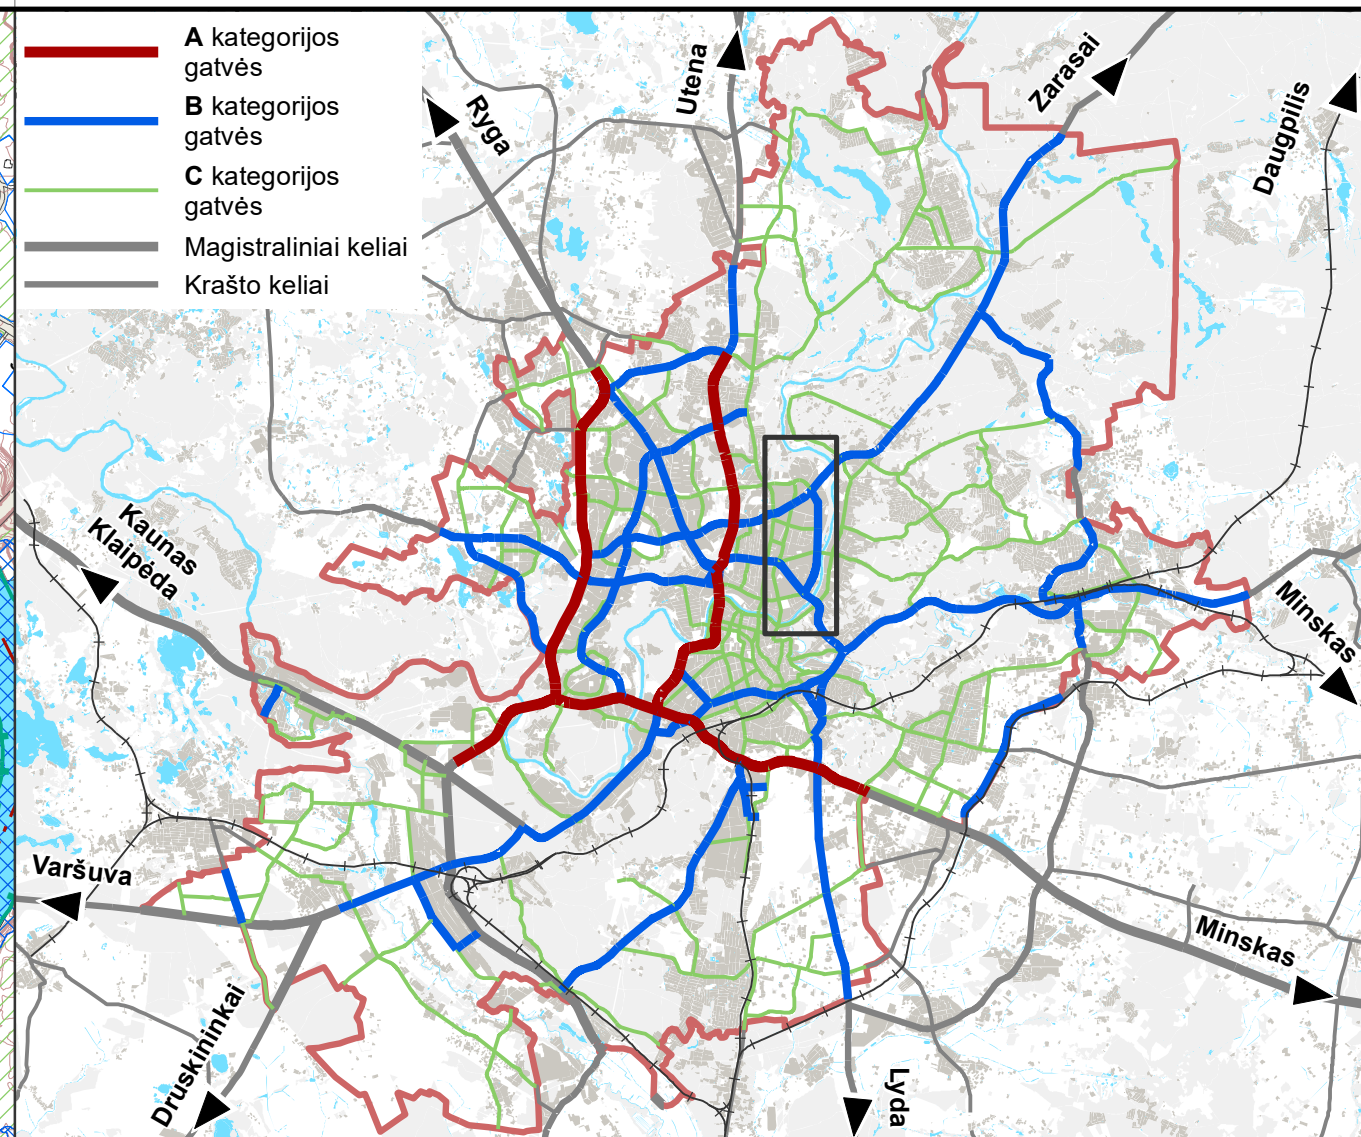 A kategorijos
gatvės
B kategorijos
gatvės
C kategorijos
gatvės
Magistraliniai keliai
Krašto keliai
Ryga
Utena
Zarasai
Daugpilis
Kaunas
Klaipėda
Minskas
Varšuva
Minskas
Druskininkai
Lyda